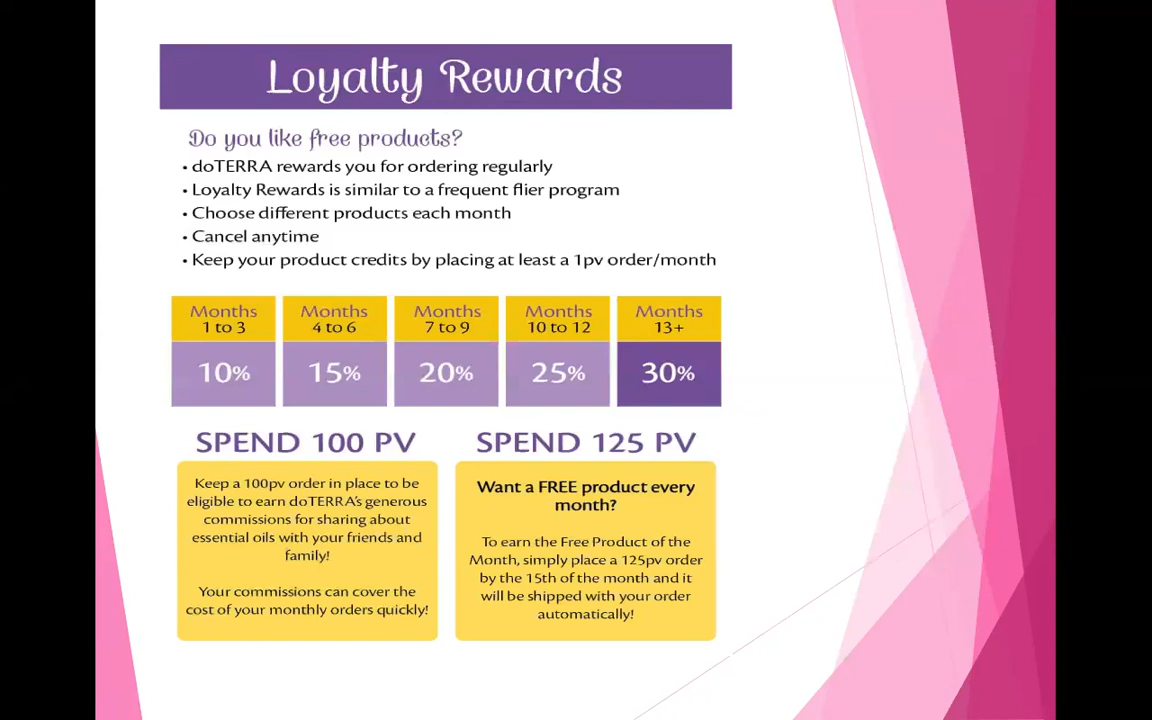 Loyalty Rewards
Do you like free products?
• doTERRA rewards you for ordering regularly
• Loyalty Rewards is similar to a frequent flier program
• Choose different products each month
• Cancel anytime
• Keep your product credits by placing at least a 1pv order/month
Months 1 to 3
Months 4 to 6
Months 7 to 9
Months 10 to 12
Months 13+
10%
15%
20%
25%
30%
SPEND 100 PV
Keep a 100pv order in place to be
eligible to earn doTERRA's generous
commissions for sharing about
essential oils with your friends and
family!
Your commissions can cover the
cost of your monthly orders quickly!
SPEND 125 PV
Want a FREE product every
month?
To earn the Free Product of the
Month, simply place a 125pv order
by the 15th of the month and it
will be shipped with your order
automatically!